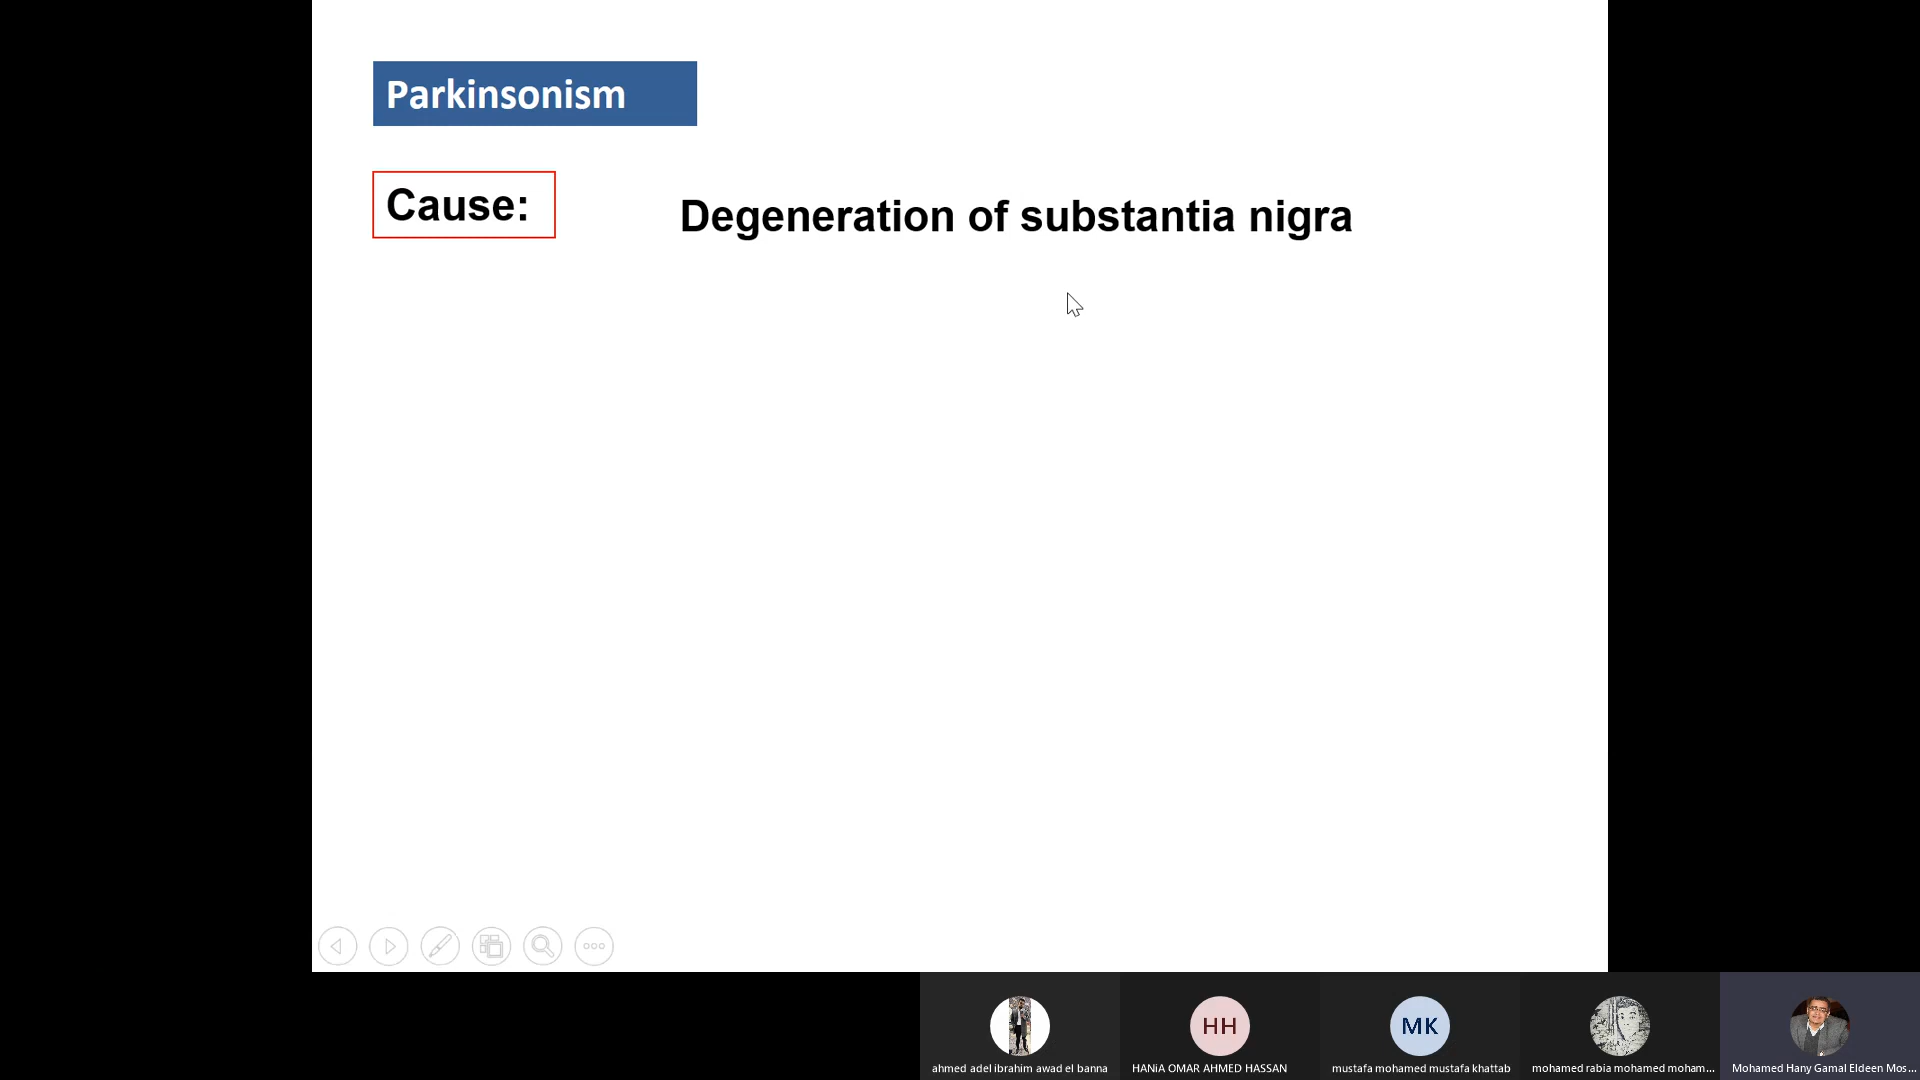 Parkinsonism
Cause:
Degeneration of substantia nigra
HH
MK
ahmed adel ibrahim awad el banna
HANiA OMAR AHMED HASSAN
mustafa mohamed mustafa khattab
mohamed rabia mohamed moham...
Mohamed Hany Gamal Eldeen Mos...